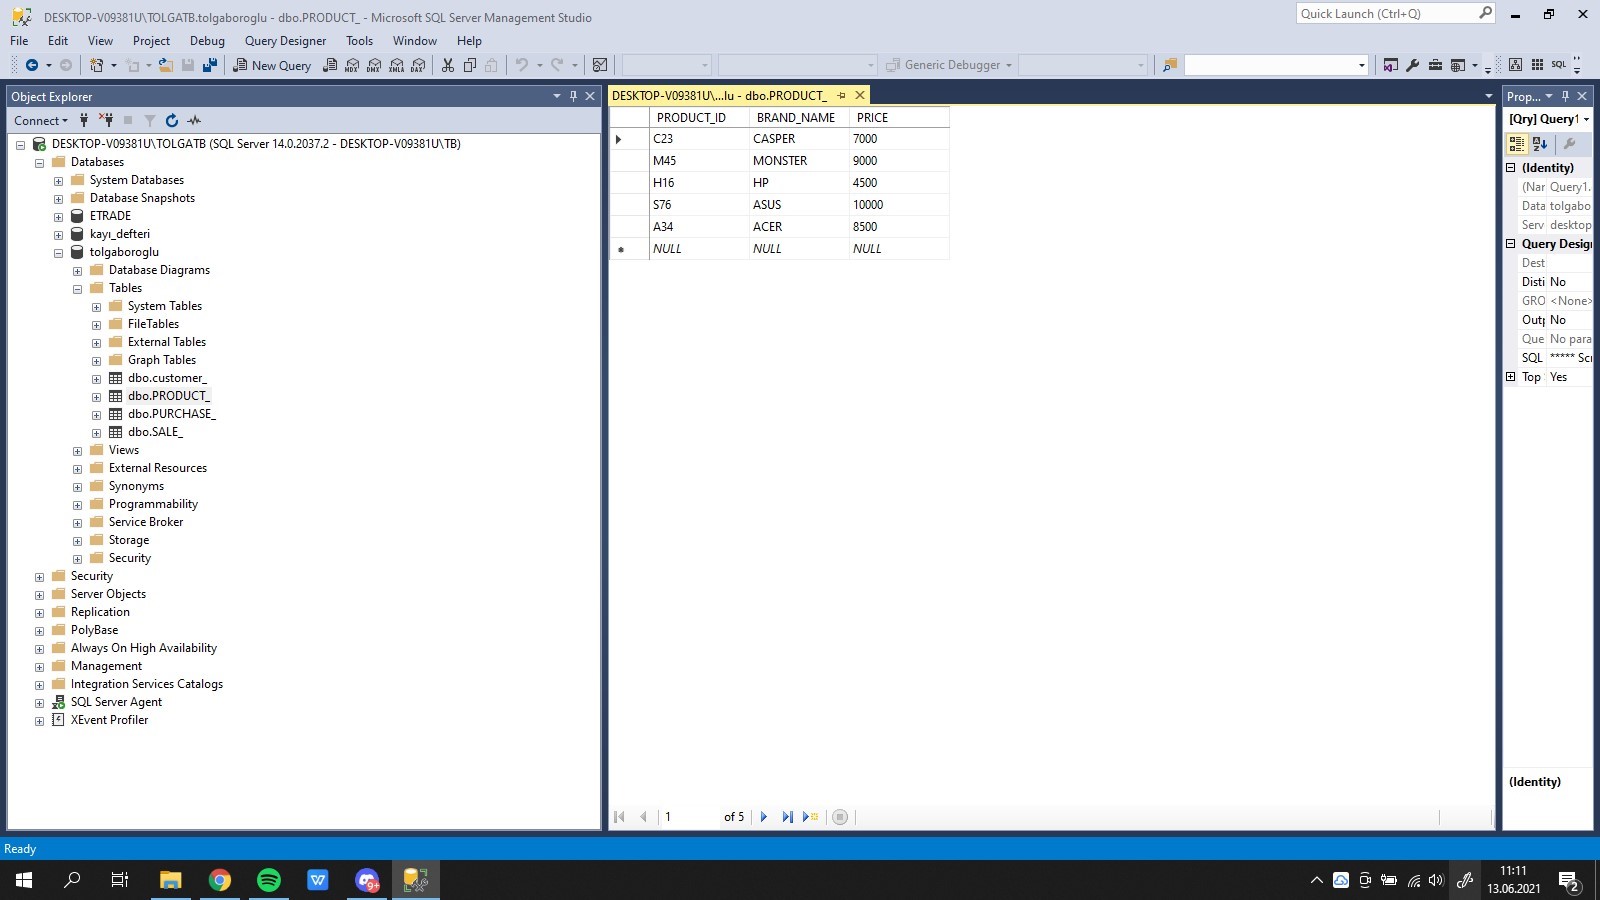 DESKTOP-V09381U\TOLGATB.tolgaboroglu - dbo.PRODUCT_ - Microsoft SQL Server Management Studio
Quick Launch (Ctrl+Q)
File Edit View Project Debug Query Designer Tools Window Help
New Query MDX DMX XMLA DAX Generic Debugger SQL
Object Explorer
Connect
DESKTOP-V09381U\TOLGATB (SQL Server 14.0.2037.2 - DESKTOP-V09381U\TB)
Databases
System Databases
Database Snapshots
ETRADE
kayı_defteri
tolgaboroglu
Database Diagrams
Tables
System Tables
FileTables
External Tables
Graph Tables
dbo.customer_
dbo.PRODUCT_
dbo.PURCHASE_
dbo.SALE_
Views
External Resources
Synonyms
Programmability
Service Broker
Storage
Security
Security
Server Objects
Replication
PolyBase
Always On High Availability
Management
Integration Services Catalogs
SQL Server Agent
XEvent Profiler
DESKTOP-V09381U\...lu - dbo.PRODUCT_
PRODUCT_ID BRAND_NAME PRICE
C23 CASPER 7000
M45 MONSTER 9000
H16 HP 4500
S76 ASUS 10000
A34 ACER 8500
NULL NULL NULL
1 of 5
Prop...
[Qry] Query1
(Identity)
(Nar Query1.
Data tolgabo
Serv desktop
Query Desig
Dest
Disti No
GRO <None>
Outp No
Que No para
SQL ***** Scr
Top Yes
(Identity)
Ready
9+
11:11
13.06.2021
2